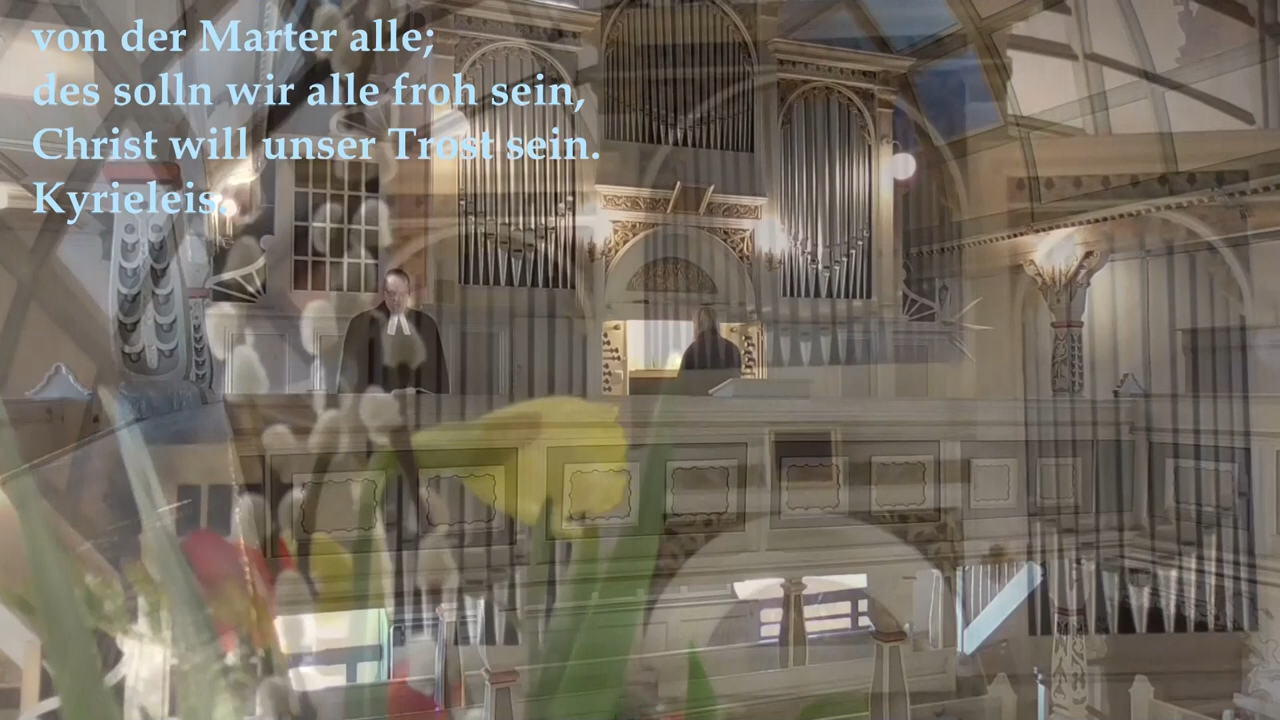 von der Marter alle;
des solln wir alle froh sein,
Christ will unser Trost sein.
Kyrieleis.